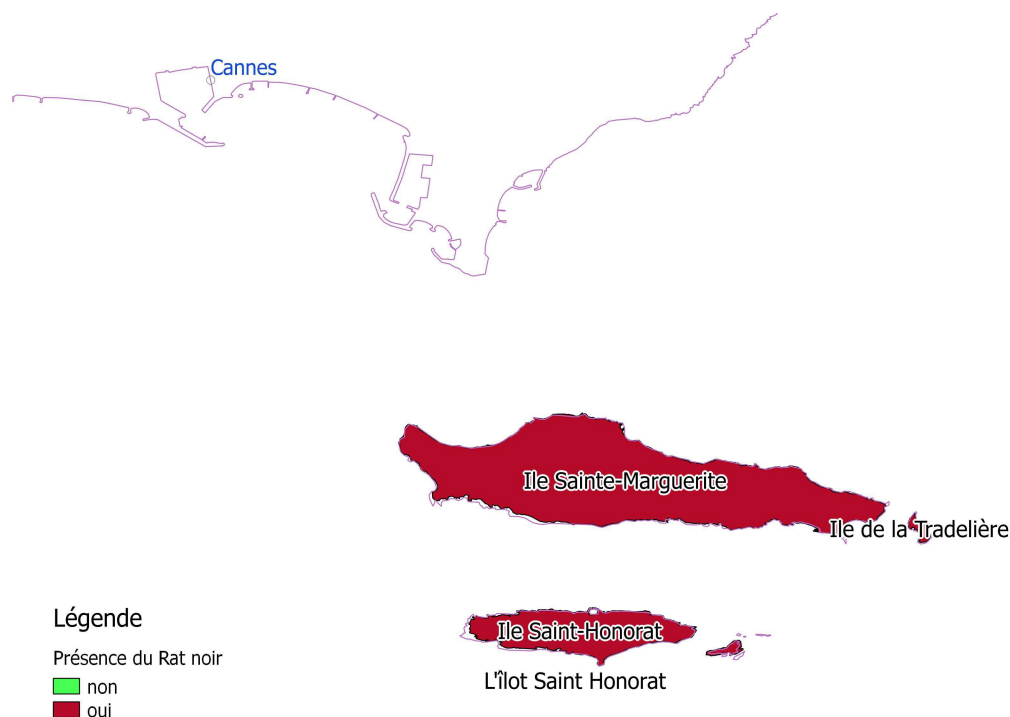 Cannes
Ile Sainte-Marguerite
Ile de la Tradelière
Ile Saint-Honorat
L'îlot Saint Honorat
Légende
Présence du Rat noir
non
oui